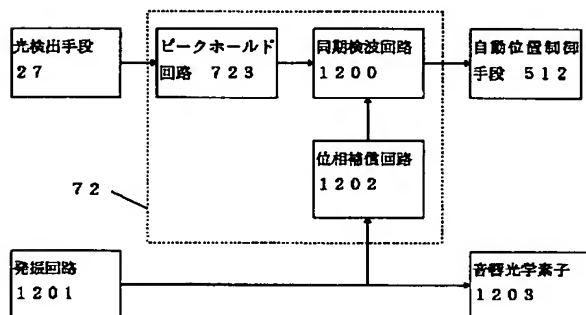 光検出手段
27
ピークホールド
回路 723
同期検波回路
1200
自動位置制御
手段 512
位相補償回路
1202
72
発振回路
1201
音響光学素子
1203